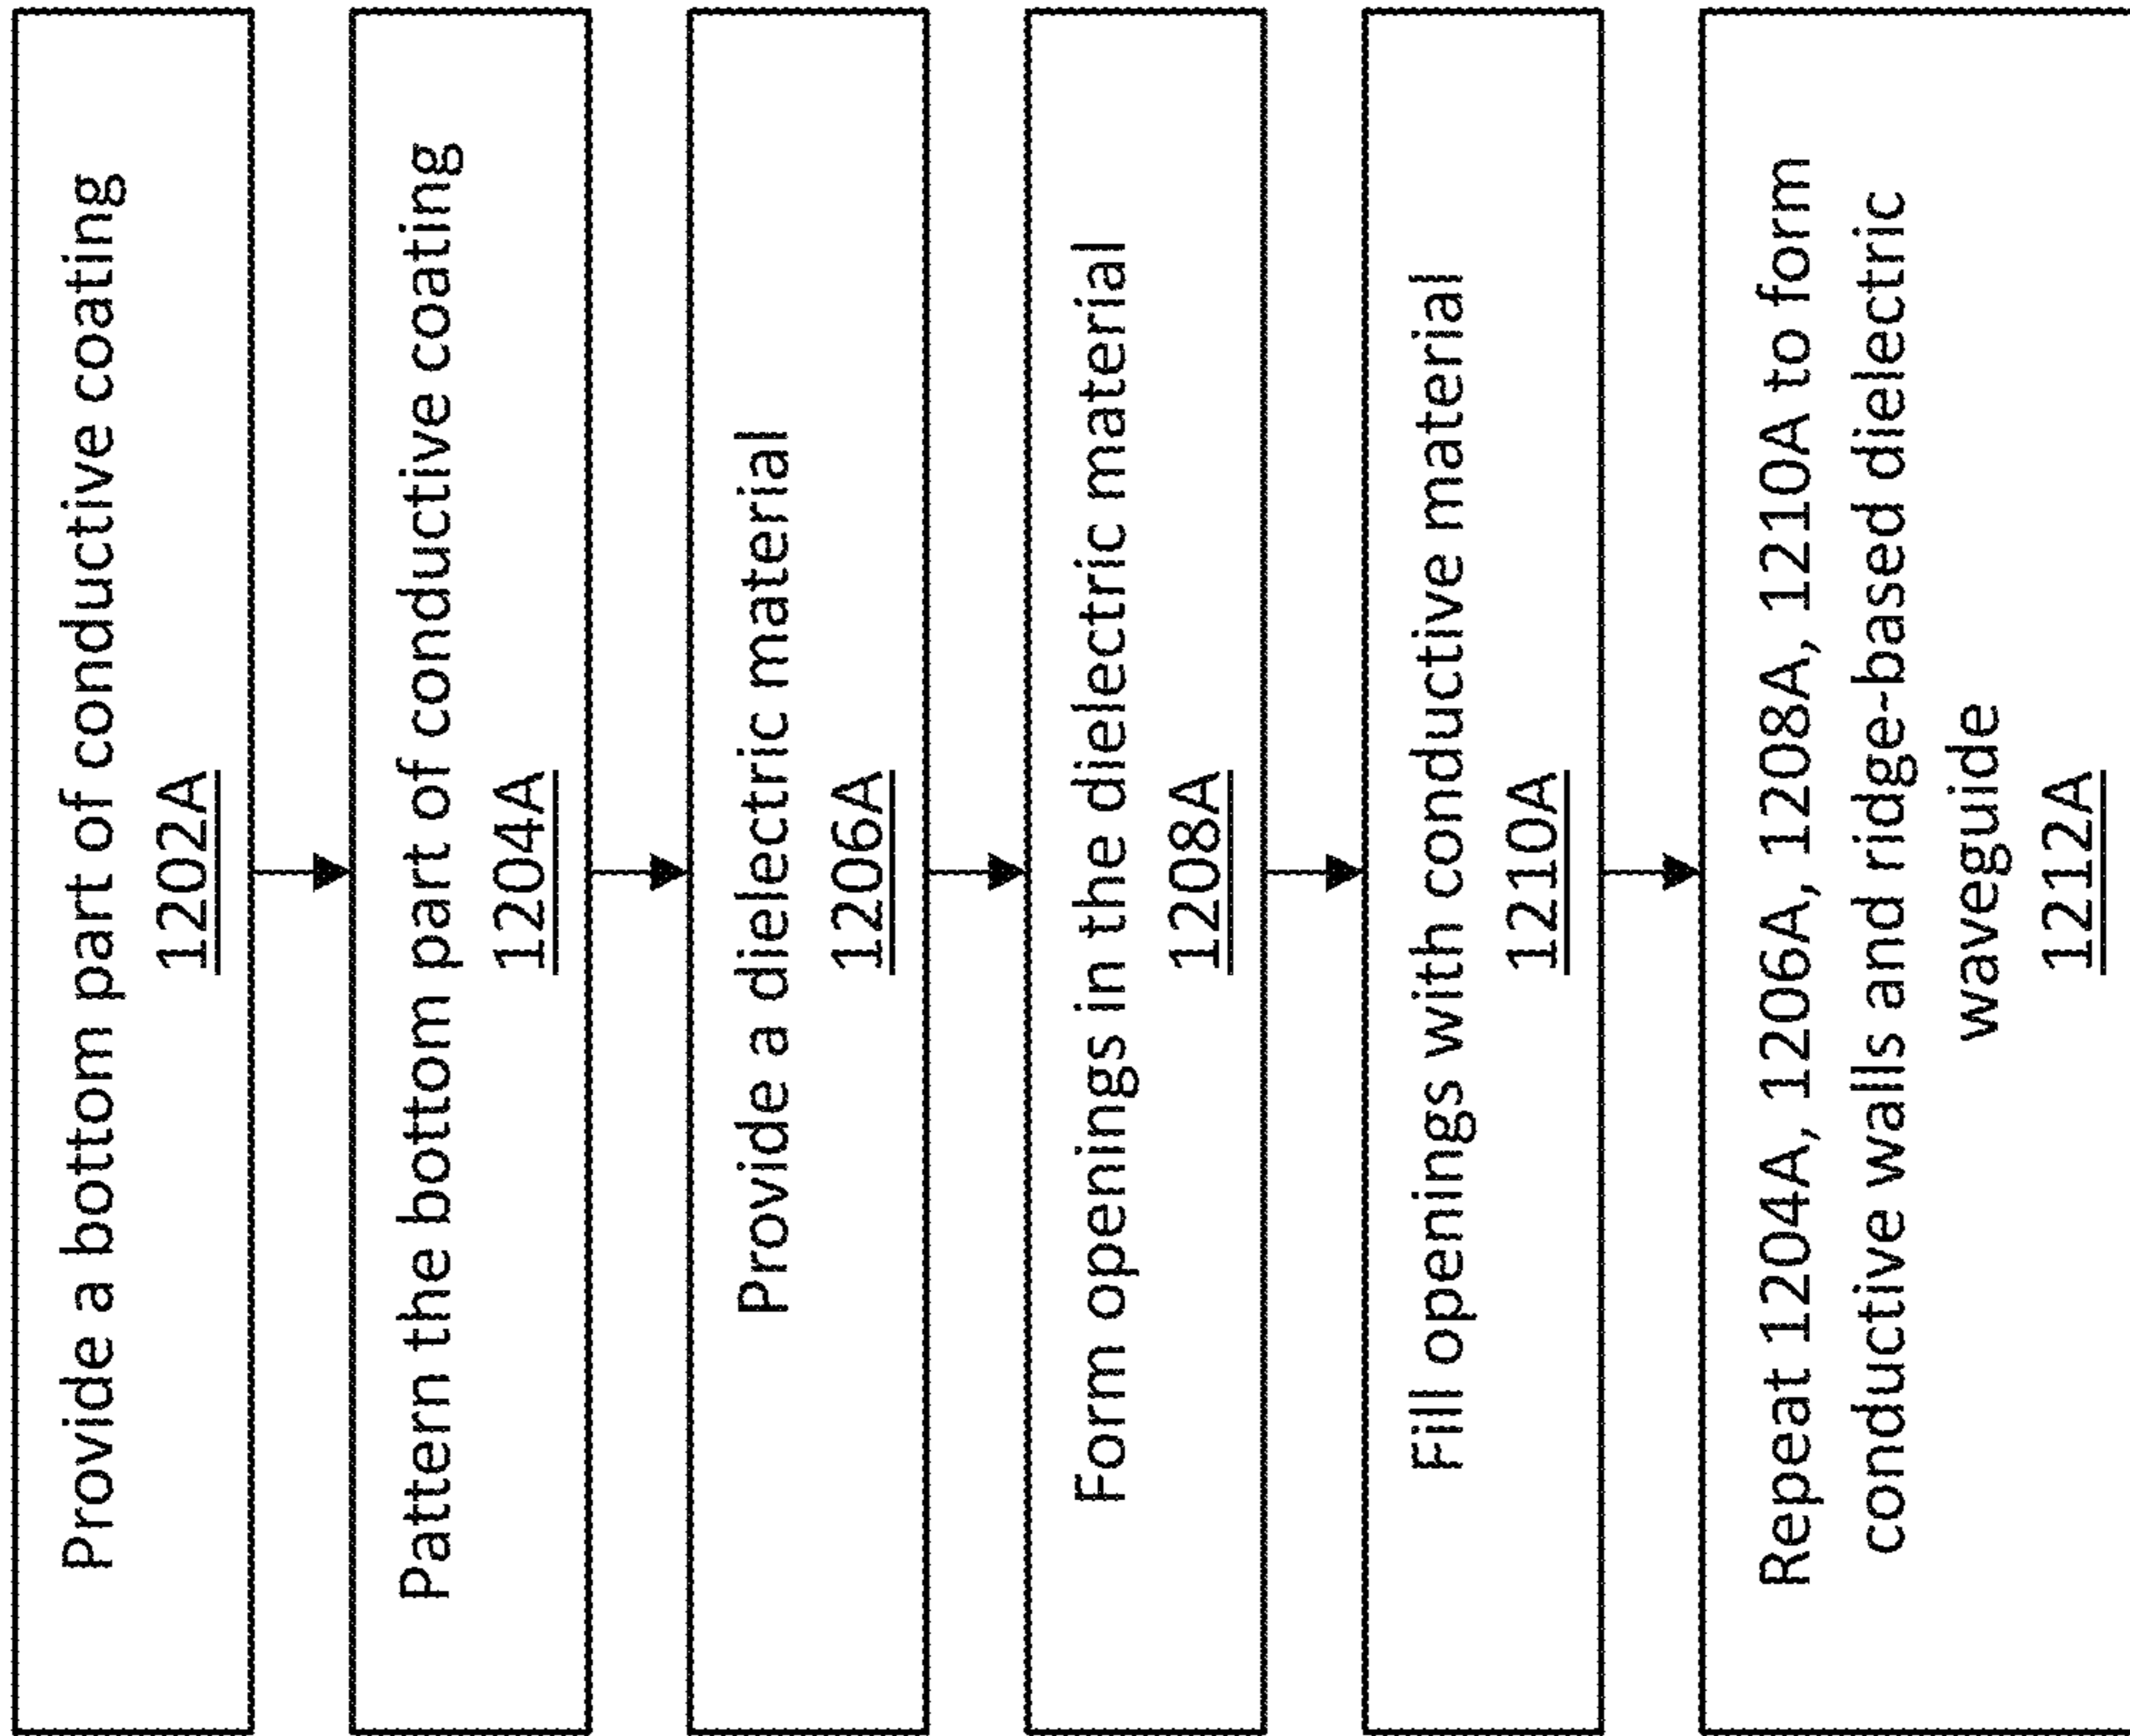 Provide a bottom part of conductive coating
1202A
Pattern the bottom part of conductive coating
1204A
Provide a dielectric material
1206A
Form openings in the dielectric material
1208A
Fill openings with conductive material
1210A
Repeat 1204A, 1206A, 1208A, 1210A to form
conductive walls and ridge-based dielectric
waveguide
1212A